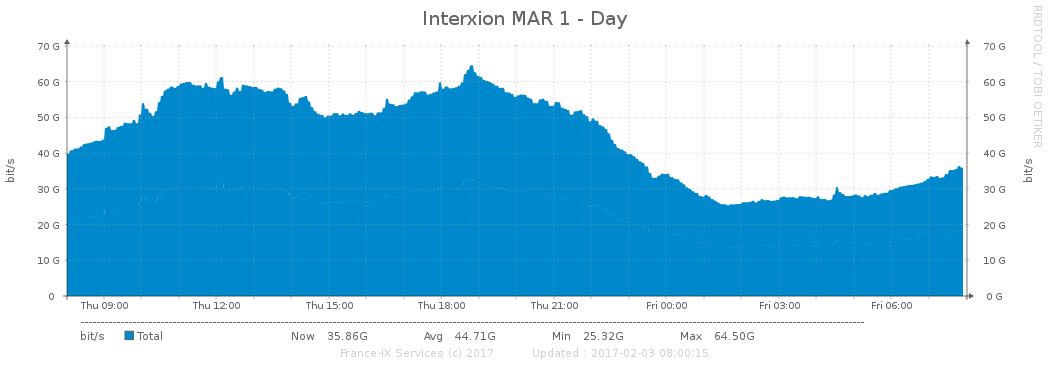 Interxion MAR 1 - Day
RRDTOOL / TOBI OETIKER
bit/s
70 G 70 G
60 G 60 G
50 G 50 G
40 G 40 G
30 G 30 G
20 G 20 G
10 G 10 G
0 0 G
bit/s
Thu 09:00 Thu 12:00 Thu 15:00 Thu 18:00 Thu 21:00 Fri 00:00 Fri 03:00 Fri 06:00
bit/s Total Now 35.86G Avg 44.71G Min 25.32G Max 64.50G
France-IX Services (c) 2017 Updated : 2017-02-03 08:00:15